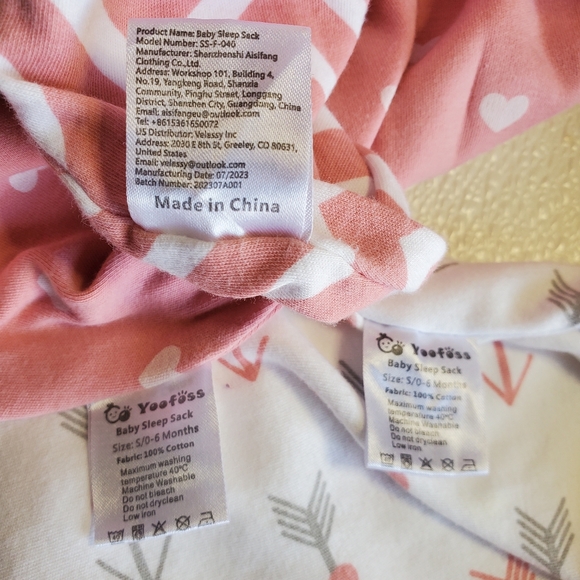 Product Name: Baby Sleep Sack
Model Number: SS-F-040
Manufacturer: Shenzhenshi Aisifang
Clothing Co.,Ltd.
Address: Workshop 101, Building 4,
No.19, Yangkeng Road, Shanxia
Community, Pinghu Street, Longgang
District, Shenzhen City, Guangdong, China
Email: aisifangeu@outlook.com
Tel: +8615361650072
US Distributor: Velassy Inc
Address: 2030 E 8th St, Greeley, CO 80631,
United States
Email: velassy@outlook.com
Manufacturing Date: 07/2023
Batch Number: 202307A001
Made in China
Yoofoss
Baby Sleep Sack
Size: S/0-6 Months
Fabric: 100% Cotton
Maximum washing
temperature 40°C
Machine Washable
Do not bleach
Do not dryclean
Low iron
Yoofoss
Baby Sleep Sack
Size: S/0-6 Months
Fabric: 100% Cotton
Maximum washing
temperature 40°C
Machine Washable
Do not bleach
Do not dryclean
Low iron